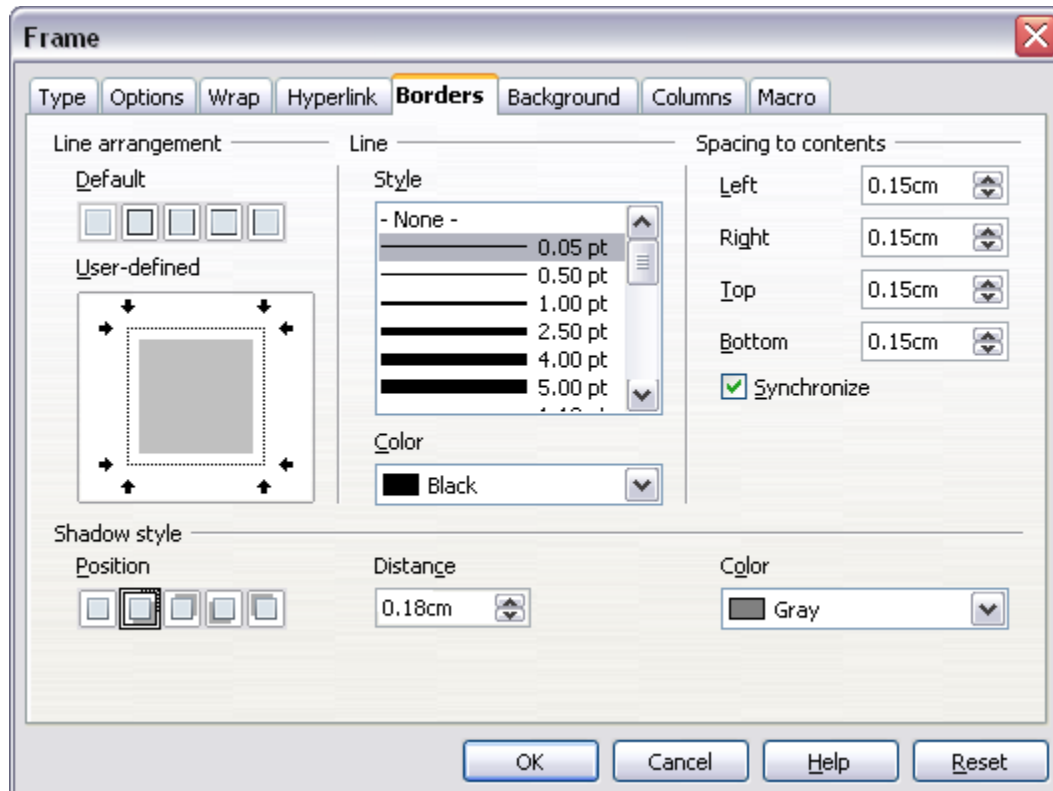 Frame
Type Options Wrap Hyperlink Borders Background Columns Macro
Line arrangement
Default
User-defined
Line
Style
- None -
0.05 pt
0.50 pt
1.00 pt
2.50 pt
4.00 pt
5.00 pt
Color
Black
Spacing to contents
Left 0.15cm
Right 0.15cm
Top 0.15cm
Bottom 0.15cm
Synchronize
Shadow style
Position
Distance
0.18cm
Color
Gray
OK Cancel Help Reset